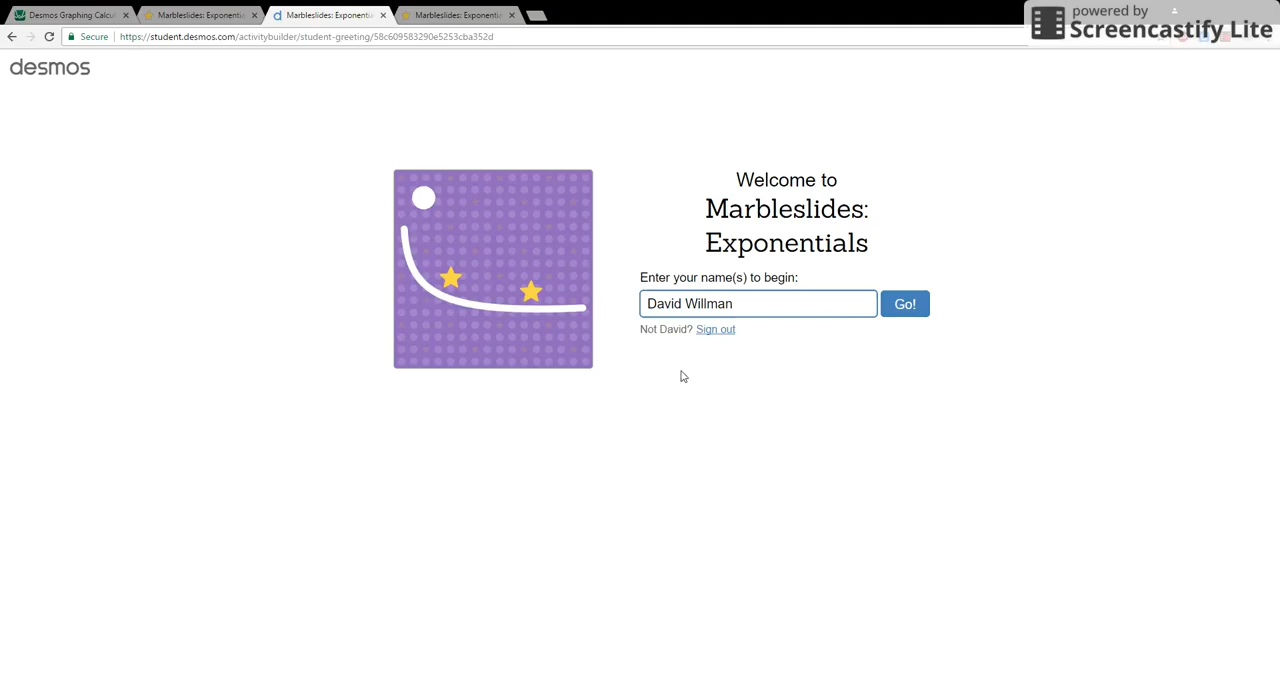 Desmos Graphing Calcul
Marbleslides: Exponenti
Marbleslides: Exponenti
Marbleslides: Exponenti
powered by
Screencastify Lite
Secure
https://student.desmos.com/activitybuilder/student-greeting/58c609583290e5253cba352d
desmos
Welcome to
Marbleslides:
Exponentials
Enter your name(s) to begin:
David Willman
Go!
Not David? Sign out